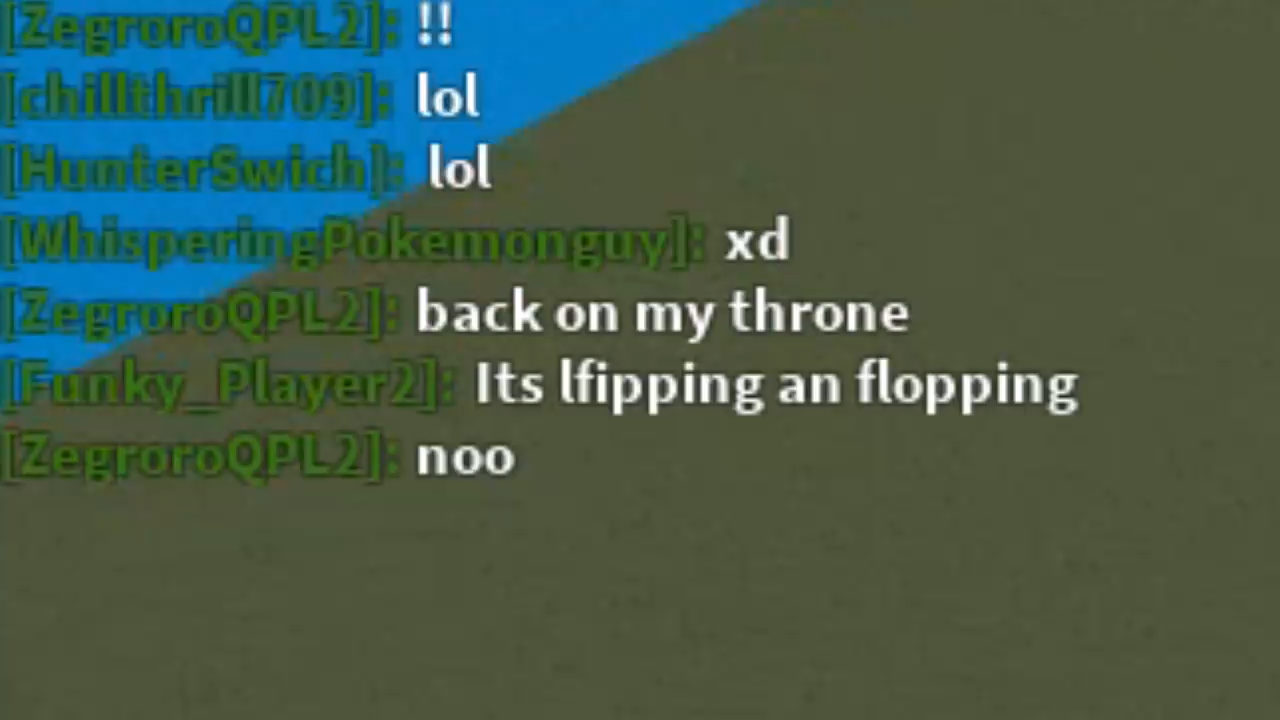 [ZegroroQPL2]: !!
[chillthrill709]: lol
[HunterSwich]: lol
[WhisperingPokemonguy]: xd
[ZegroroQPL2]: back on my throne
[Funky_Player2]: Its lfipping an flopping
[ZegroroQPL2]: noo